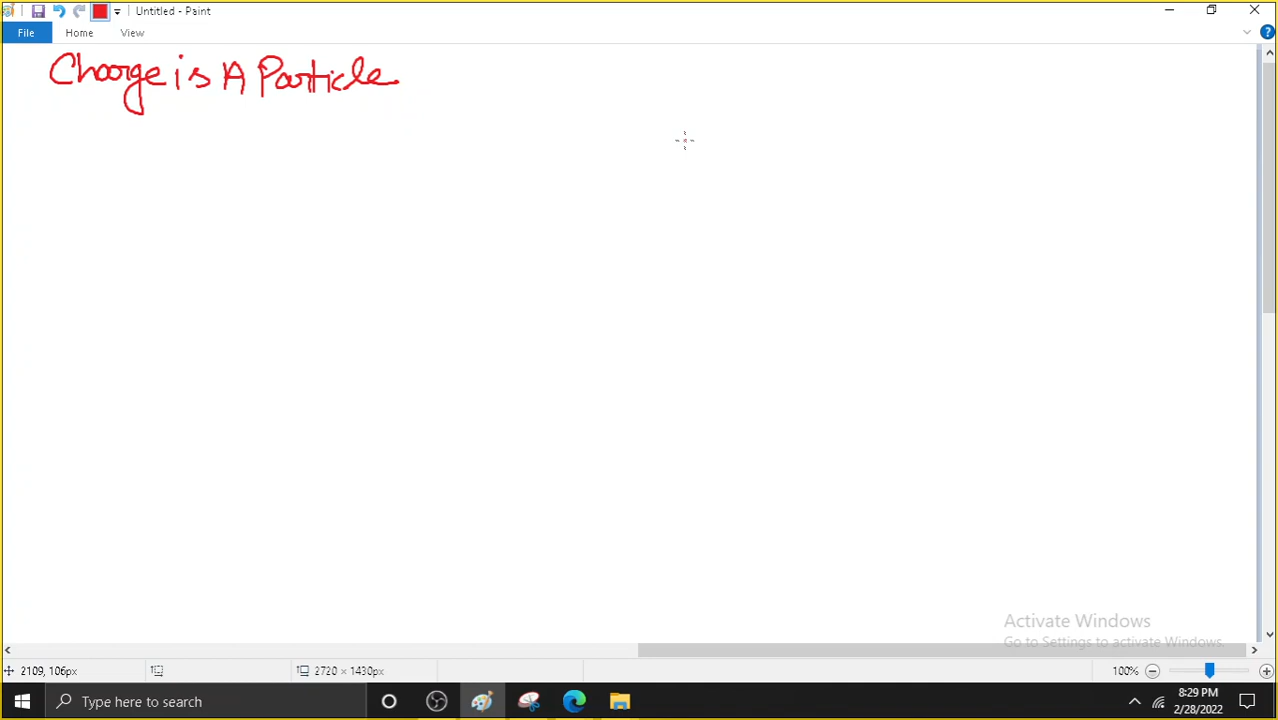 Untitled - Paint
File Home View
Charge is A Particle
Activate Windows
Go to Settings to activate Windows.
2109, 106px 2720 × 1430px 100%
Type here to search 8:29 PM
2/28/2022